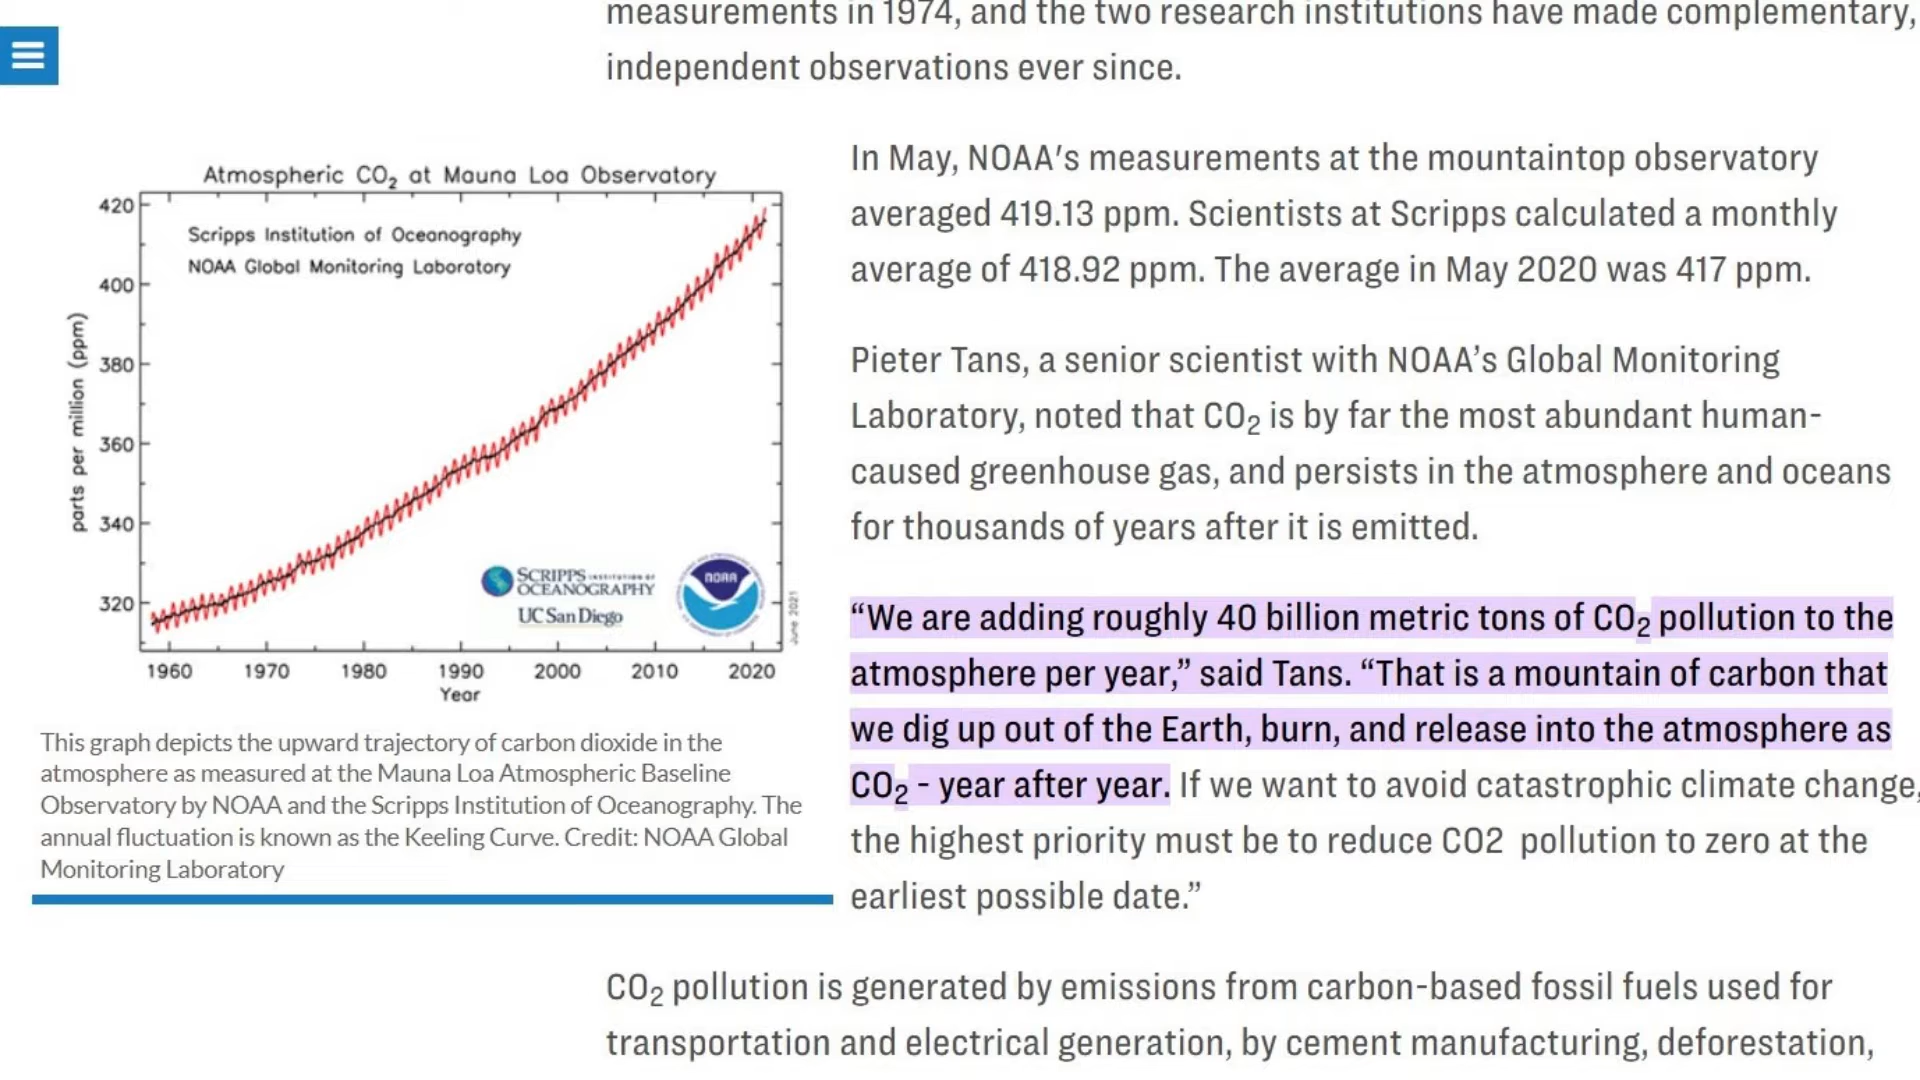 measurements in 1974, and the two research institutions have made complementary,
independent observations ever since.
Atmospheric CO₂ at Mauna Loa Observatory
Scripps Institution of Oceanography
NOAA Global Monitoring Laboratory
parts per million (ppm)
420
400
380
360
340
320
SCRIPPS INSTITUTION OF
OCEANOGRAPHY
UC San Diego
NOAA
June 2021
1960 1970 1980 1990 2000 2010 2020
Year
This graph depicts the upward trajectory of carbon dioxide in the
atmosphere as measured at the Mauna Loa Atmospheric Baseline
Observatory by NOAA and the Scripps Institution of Oceanography. The
annual fluctuation is known as the Keeling Curve. Credit: NOAA Global
Monitoring Laboratory
In May, NOAA's measurements at the mountaintop observatory
averaged 419.13 ppm. Scientists at Scripps calculated a monthly
average of 418.92 ppm. The average in May 2020 was 417 ppm.
Pieter Tans, a senior scientist with NOAA’s Global Monitoring
Laboratory, noted that CO₂ is by far the most abundant human-
caused greenhouse gas, and persists in the atmosphere and oceans
for thousands of years after it is emitted.
“We are adding roughly 40 billion metric tons of CO₂ pollution to the
atmosphere per year,” said Tans. “That is a mountain of carbon that
we dig up out of the Earth, burn, and release into the atmosphere as
CO₂ - year after year. If we want to avoid catastrophic climate change,
the highest priority must be to reduce CO2 pollution to zero at the
earliest possible date.”
CO₂ pollution is generated by emissions from carbon-based fossil fuels used for
transportation and electrical generation, by cement manufacturing, deforestation,